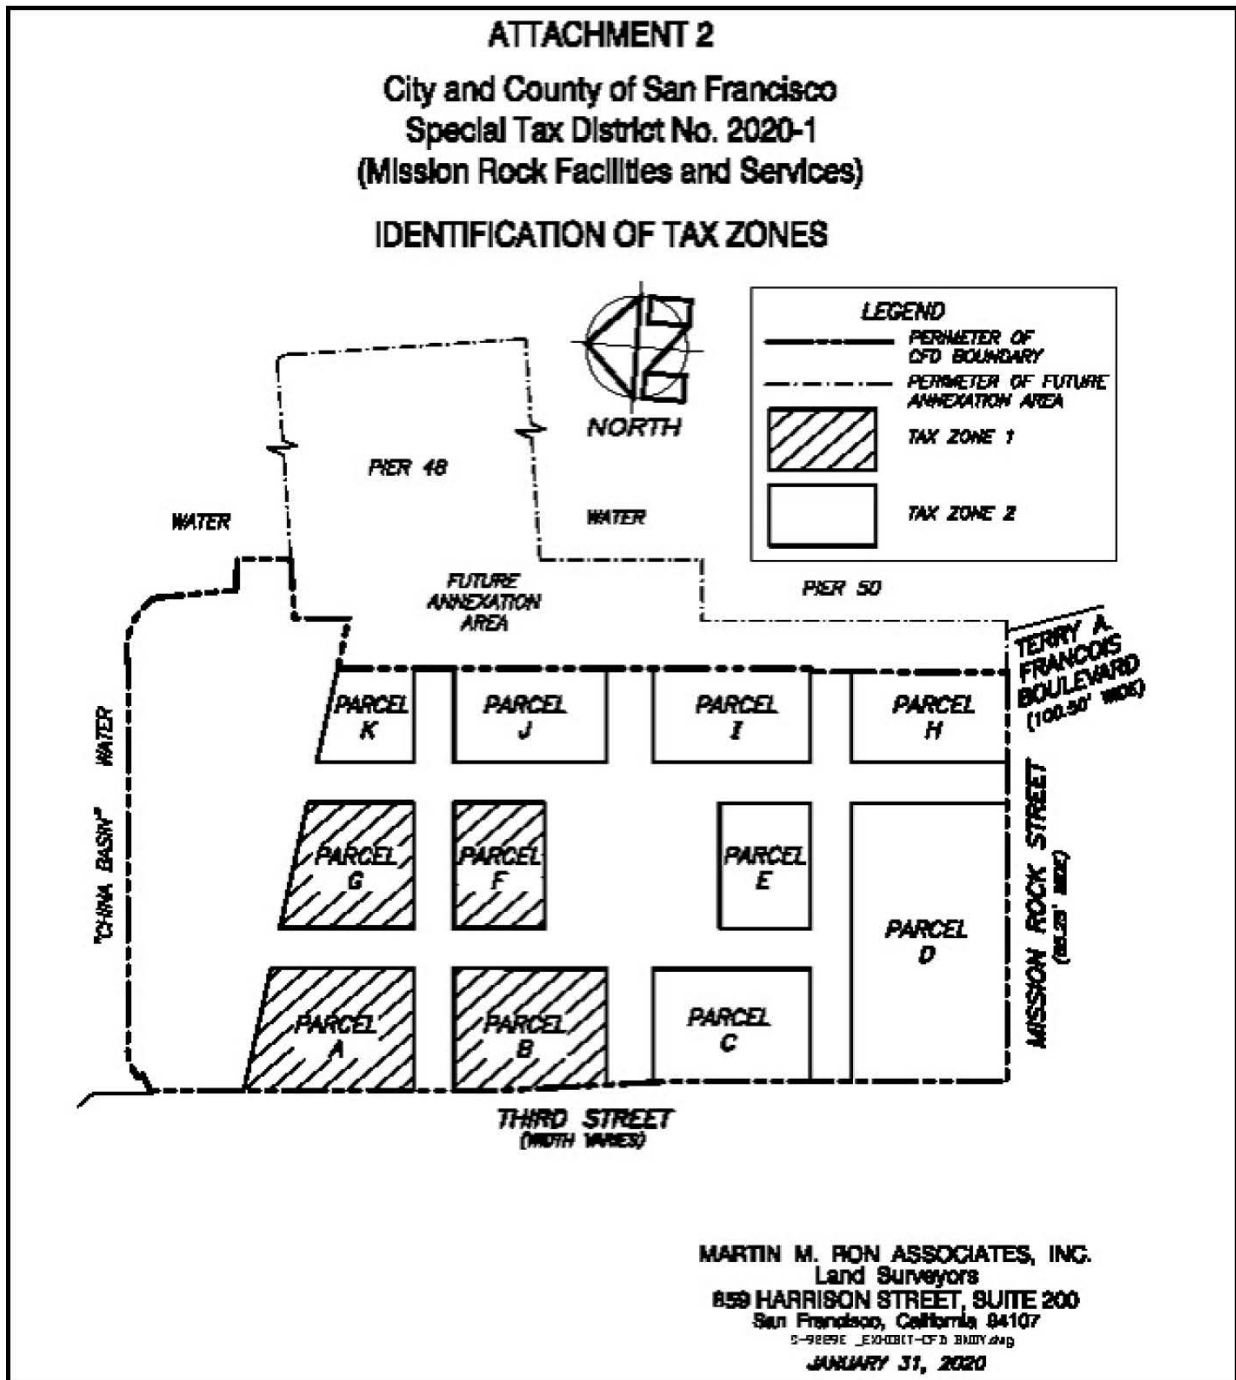 ATTACHMENT 2
City and County of San Francisco
Special Tax District No. 2020-1
(Mission Rock Facilities and Services)
IDENTIFICATION OF TAX ZONES
NORTH
LEGEND
PERIMETER OF
CFD BOUNDARY
PERIMETER OF FUTURE
ANNEXATION AREA
TAX ZONE 1
TAX ZONE 2
PIER 48
WATER
WATER
FUTURE
ANNEXATION
AREA
PIER 50
TERRY A.
FRANCOIS
BOULEVARD
(100.50' WIDE)
PARCEL
K
PARCEL
J
PARCEL
I
PARCEL
H
"CHINA BASIN" WATER
PARCEL
G
PARCEL
F
PARCEL
E
PARCEL
D
MISSION ROCK STREET
WIDE)
PARCEL
A
PARCEL
B
PARCEL
C
THIRD STREET
(WIDTH VARIES)
MARTIN M. RON ASSOCIATES, INC.
Land Surveyors
859 HARRISON STREET, SUITE 200
San Francisco, California 94107
JANUARY 31, 2020